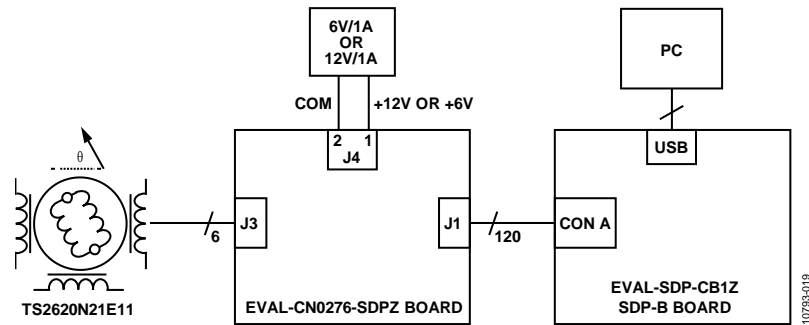 6V/1A
OR
12V/1A
PC
COM
+12V OR +6V
2 1
J4
USB
θ
J3
6
J1
120
CON A
TS2620N21E11
EVAL-CN0276-SDPZ BOARD
EVAL-SDP-CB1Z
SDP-B BOARD
10793-019